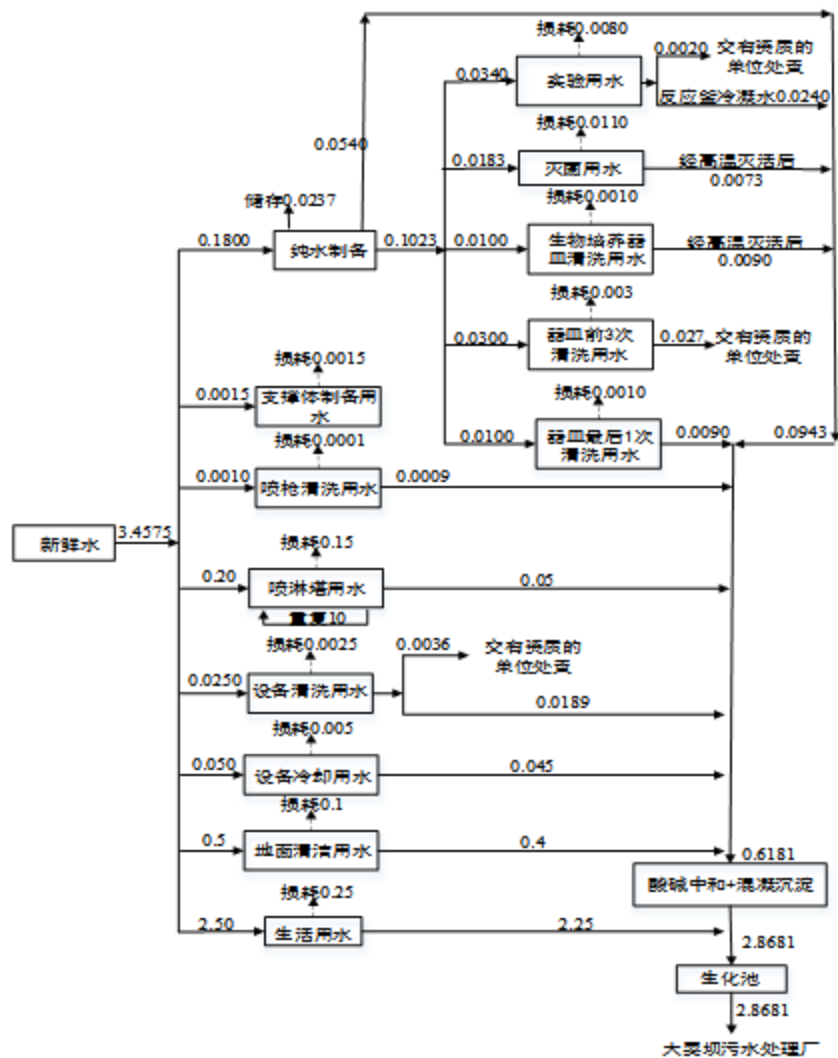 损耗0.0080
0.0020
交有资质的
单位处置
0.0340
实验用水
反应釜冷凝水0.0240
损耗0.0110
0.0540
0.0183
灭菌用水
经高温灭活后
0.0073
储存0.0237
损耗0.0010
0.1800
纯水制备
0.1023
0.0100
生物培养器
皿清洗用水
经高温灭活后
0.0090
损耗0.003
0.0300
器皿前3次
清洗用水
0.027
交有资质的
单位处置
损耗0.0015
0.0015
支撑体制备用
水
损耗0.0010
0.0100
器皿最后1次
清洗用水
0.0090
0.0943
损耗0.0001
0.0010
喷枪清洗用水
0.0009
新鲜水
3.4575
损耗0.15
0.20
喷淋塔用水
0.05
重复10
损耗0.0025
0.0036
交有资质的
单位处置
0.0250
设备清洗用水
0.0189
损耗0.005
0.050
设备冷却用水
0.045
损耗0.1
0.5
地面清洁用水
0.4
0.6181
酸碱中和+混凝沉淀
损耗0.25
2.50
生活用水
2.25
2.8681
生化池
2.8681
大耍坝污水处理厂